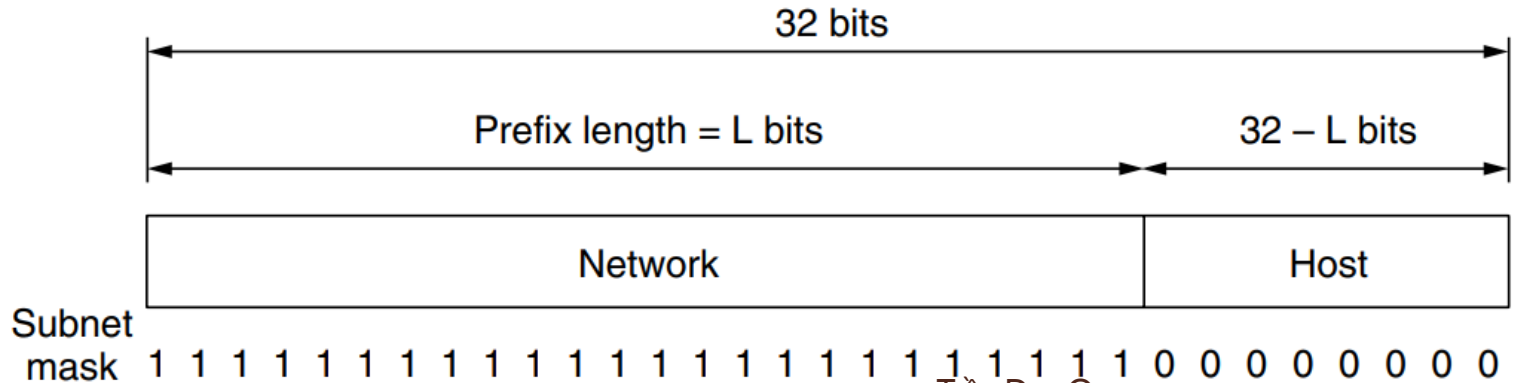 32 bits
Prefix length = L bits 32 – L bits
Network Host
Subnet
mask 1 1 1 1 1 1 1 1 1 1 1 1 1 1 1 1 1 1 1 1 1 1 1 1 0 0 0 0 0 0 0 0